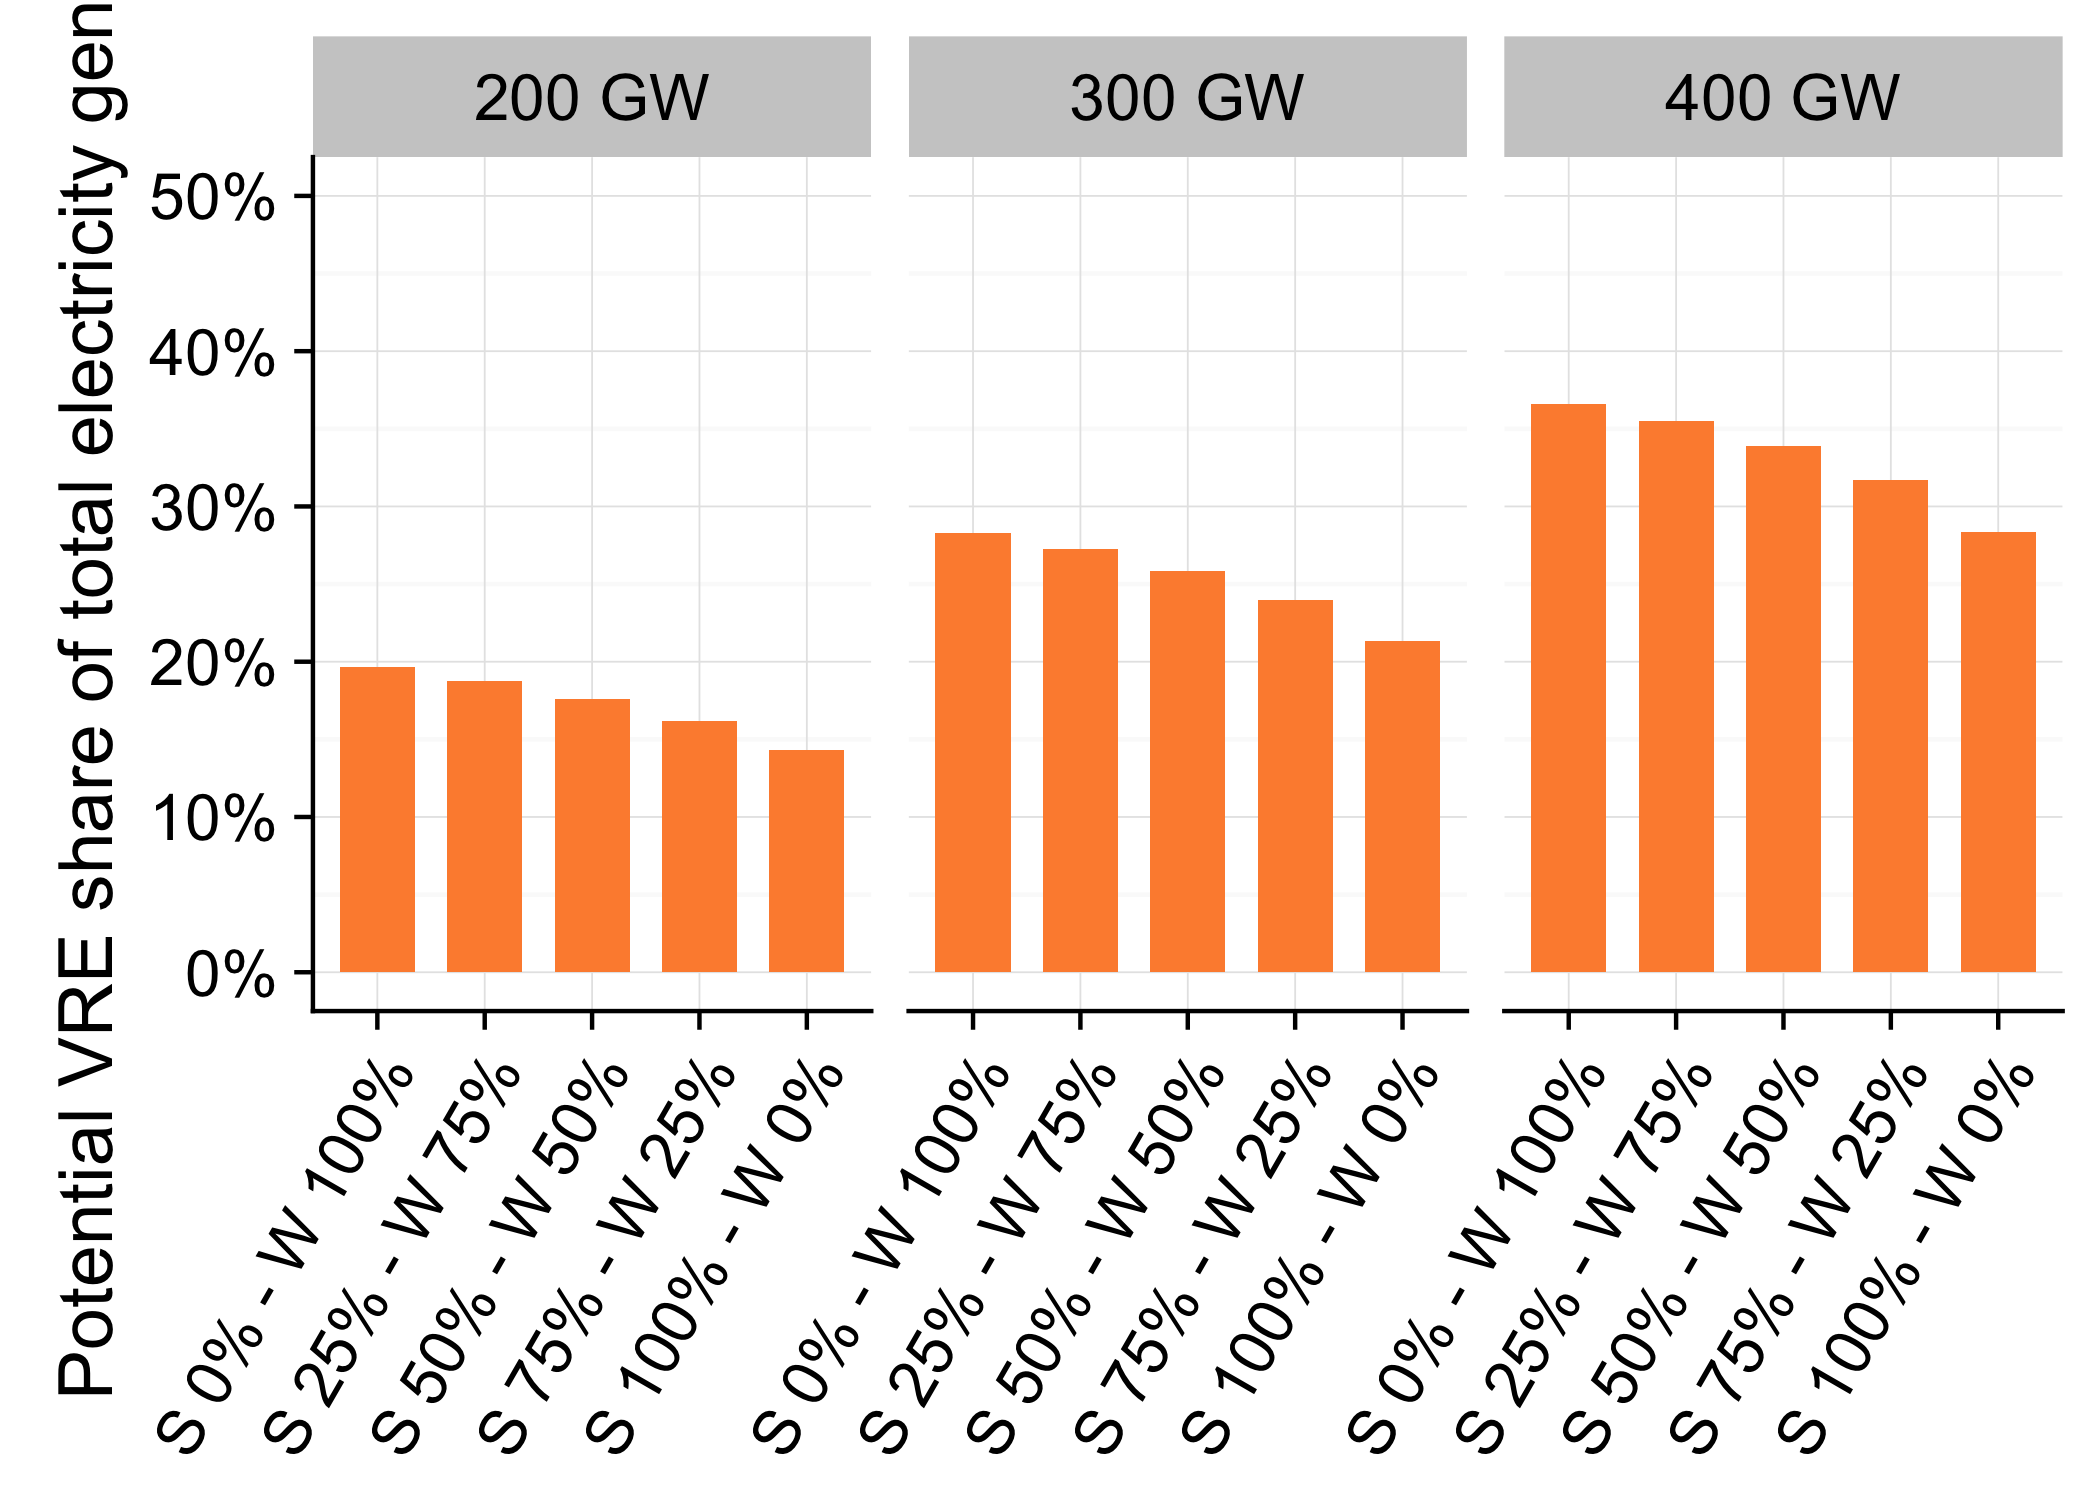 Potential VRE share of total electricity gen
200 GW
300 GW
400 GW
50%
40%
30%
20%
10%
0%
S 0% - W 100%
S 25% - W 75%
S 50% - W 50%
S 75% - W 25%
S 100% - W 0%
S 0% - W 100%
S 25% - W 75%
S 50% - W 50%
S 75% - W 25%
S 100% - W 0%
S 0% - W 100%
S 25% - W 75%
S 50% - W 50%
S 75% - W 25%
S 100% - W 0%